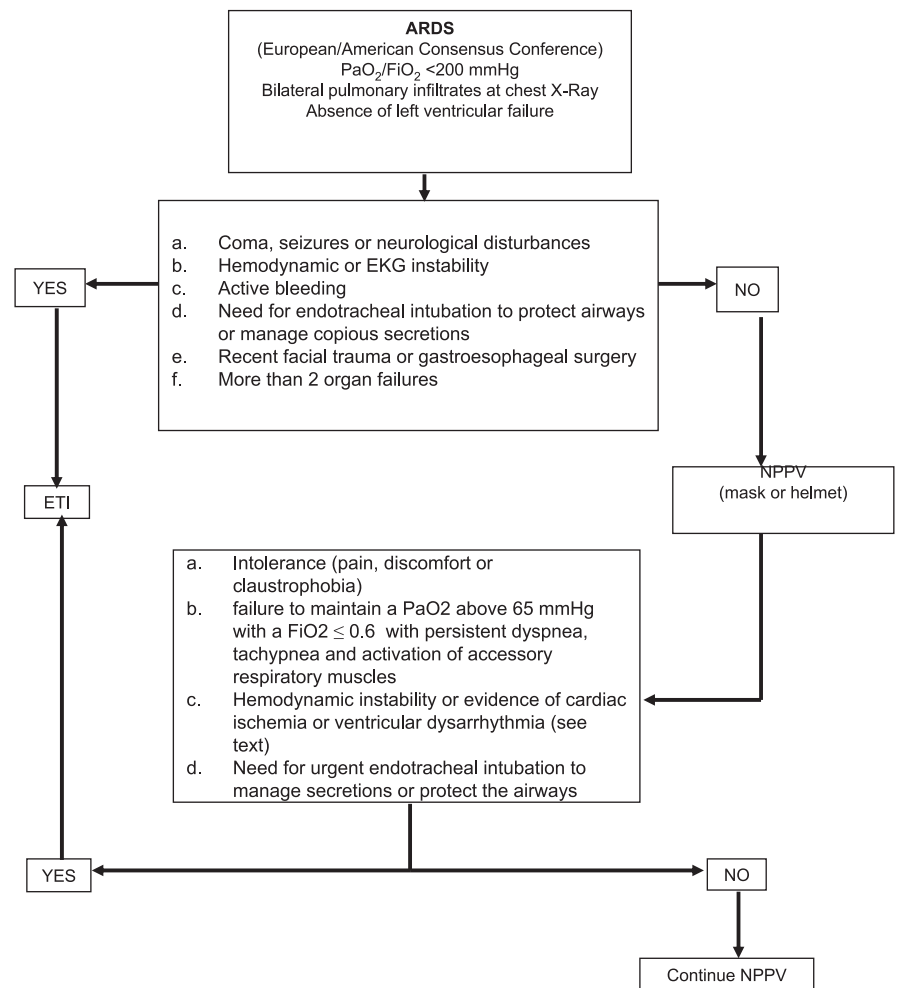 ARDS
(European/American Consensus Conference)
PaO₂/FiO₂ <200 mmHg
Bilateral pulmonary infiltrates at chest X-Ray
Absence of left ventricular failure
a. Coma, seizures or neurological disturbances
b. Hemodynamic or EKG instability
c. Active bleeding
d. Need for endotracheal intubation to protect airways
or manage copious secretions
e. Recent facial trauma or gastroesophageal surgery
f. More than 2 organ failures
YES
NO
ETI
NPPV
(mask or helmet)
a. Intolerance (pain, discomfort or
claustrophobia)
b. failure to maintain a PaO2 above 65 mmHg
with a FiO2 ≤ 0.6 with persistent dyspnea,
tachypnea and activation of accessory
respiratory muscles
c. Hemodynamic instability or evidence of cardiac
ischemia or ventricular dysarrhythmia (see
text)
d. Need for urgent endotracheal intubation to
manage secretions or protect the airways
YES
NO
Continue NPPV